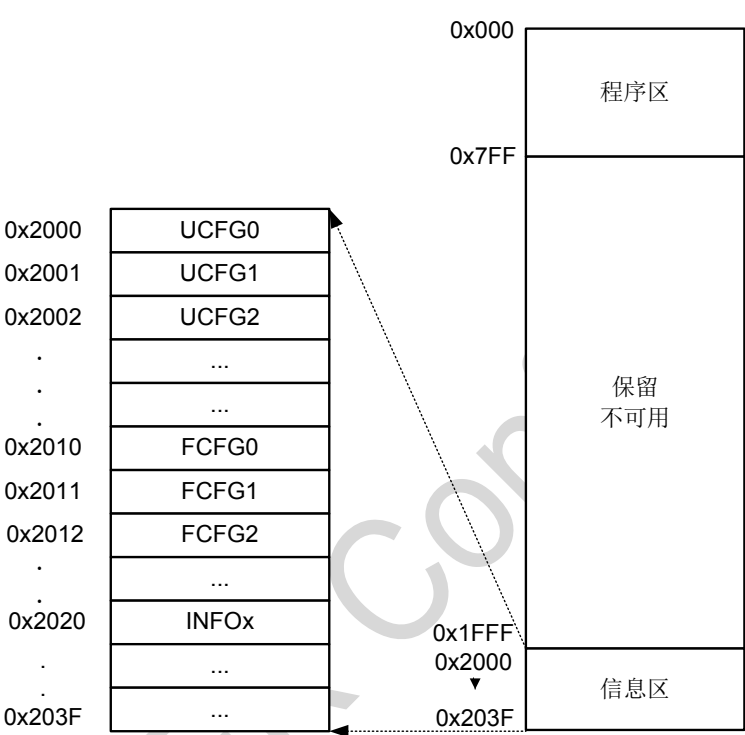 0x000
程序区
0x7FF
0x2000 UCFG0
0x2001 UCFG1
0x2002 UCFG2
. ...
. ...
.
0x2010 FCFG0
0x2011 FCFG1
0x2012 FCFG2
. ...
.
0x2020 INFOx
. ...
.
0x203F ...
保留
不可用
0x1FFF
0x2000
信息区
0x203F